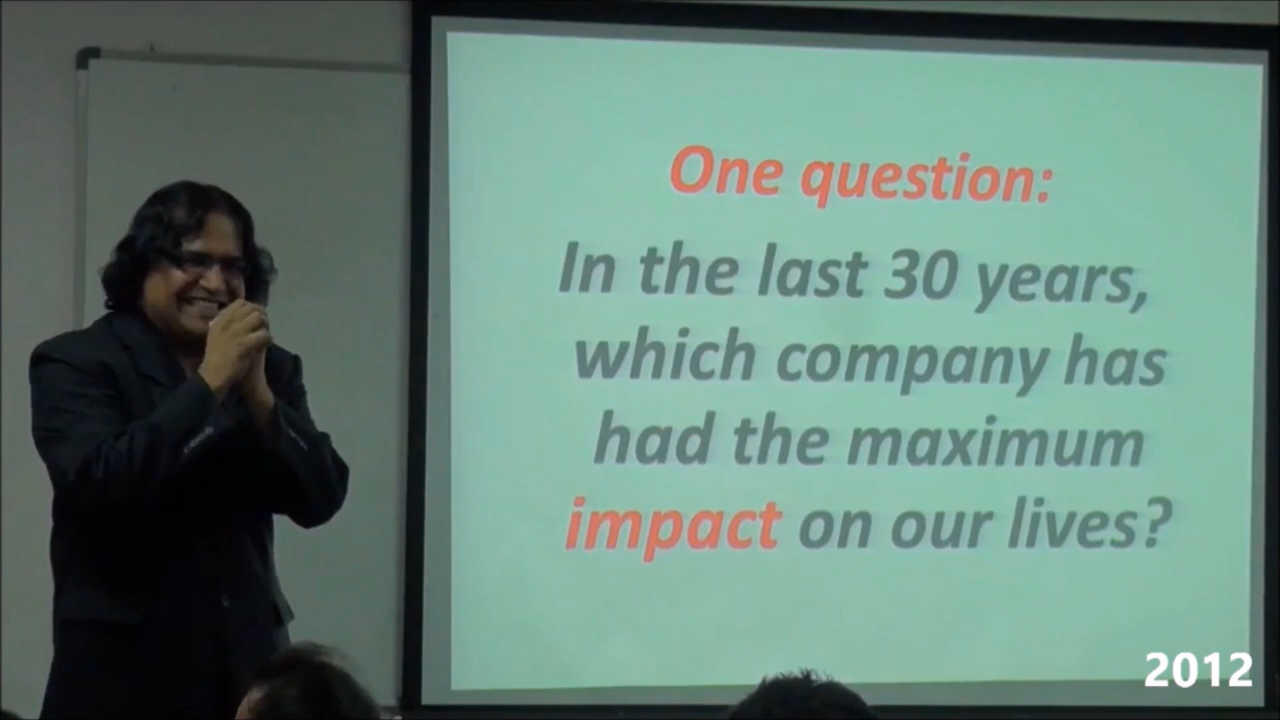 One question:
In the last 30 years,
which company has
had the maximum
impact on our lives?
2012